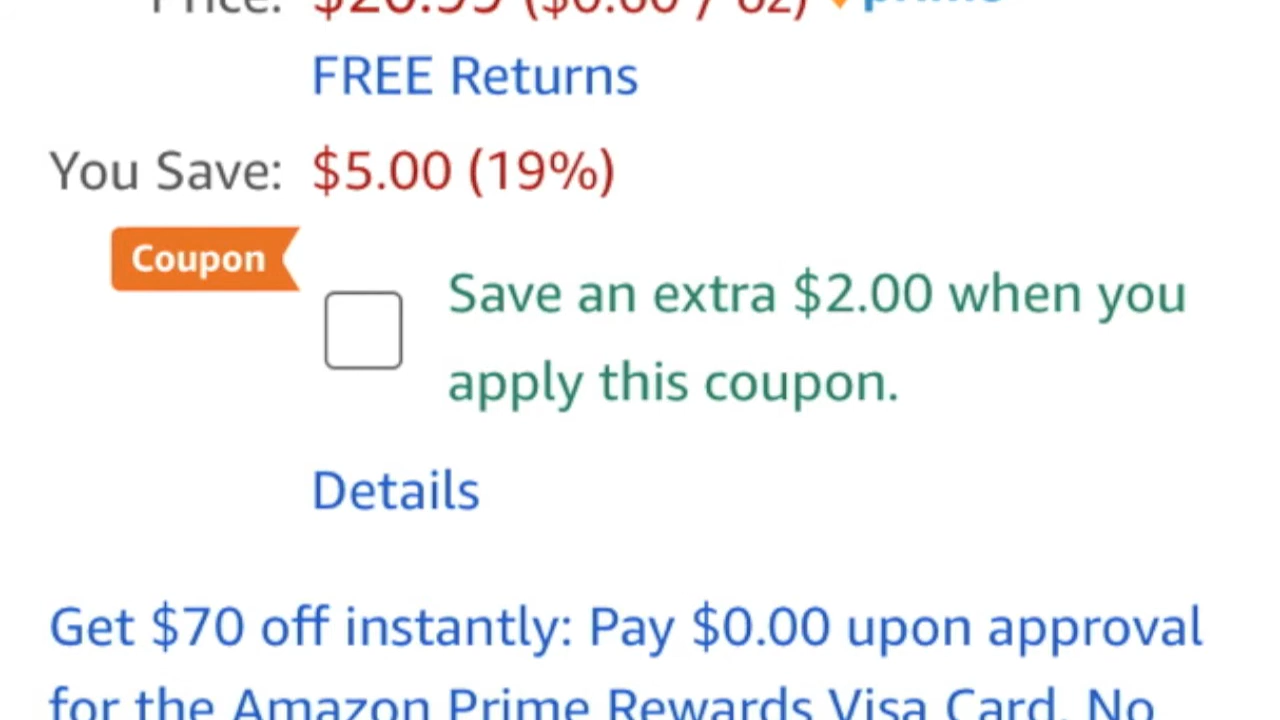 Price:
FREE Returns
You Save: $5.00 (19%)
Coupon
Save an extra $2.00 when you
apply this coupon.
Details
Get $70 off instantly: Pay $0.00 upon approval
for the Amazon Prime Rewards Visa Card. No